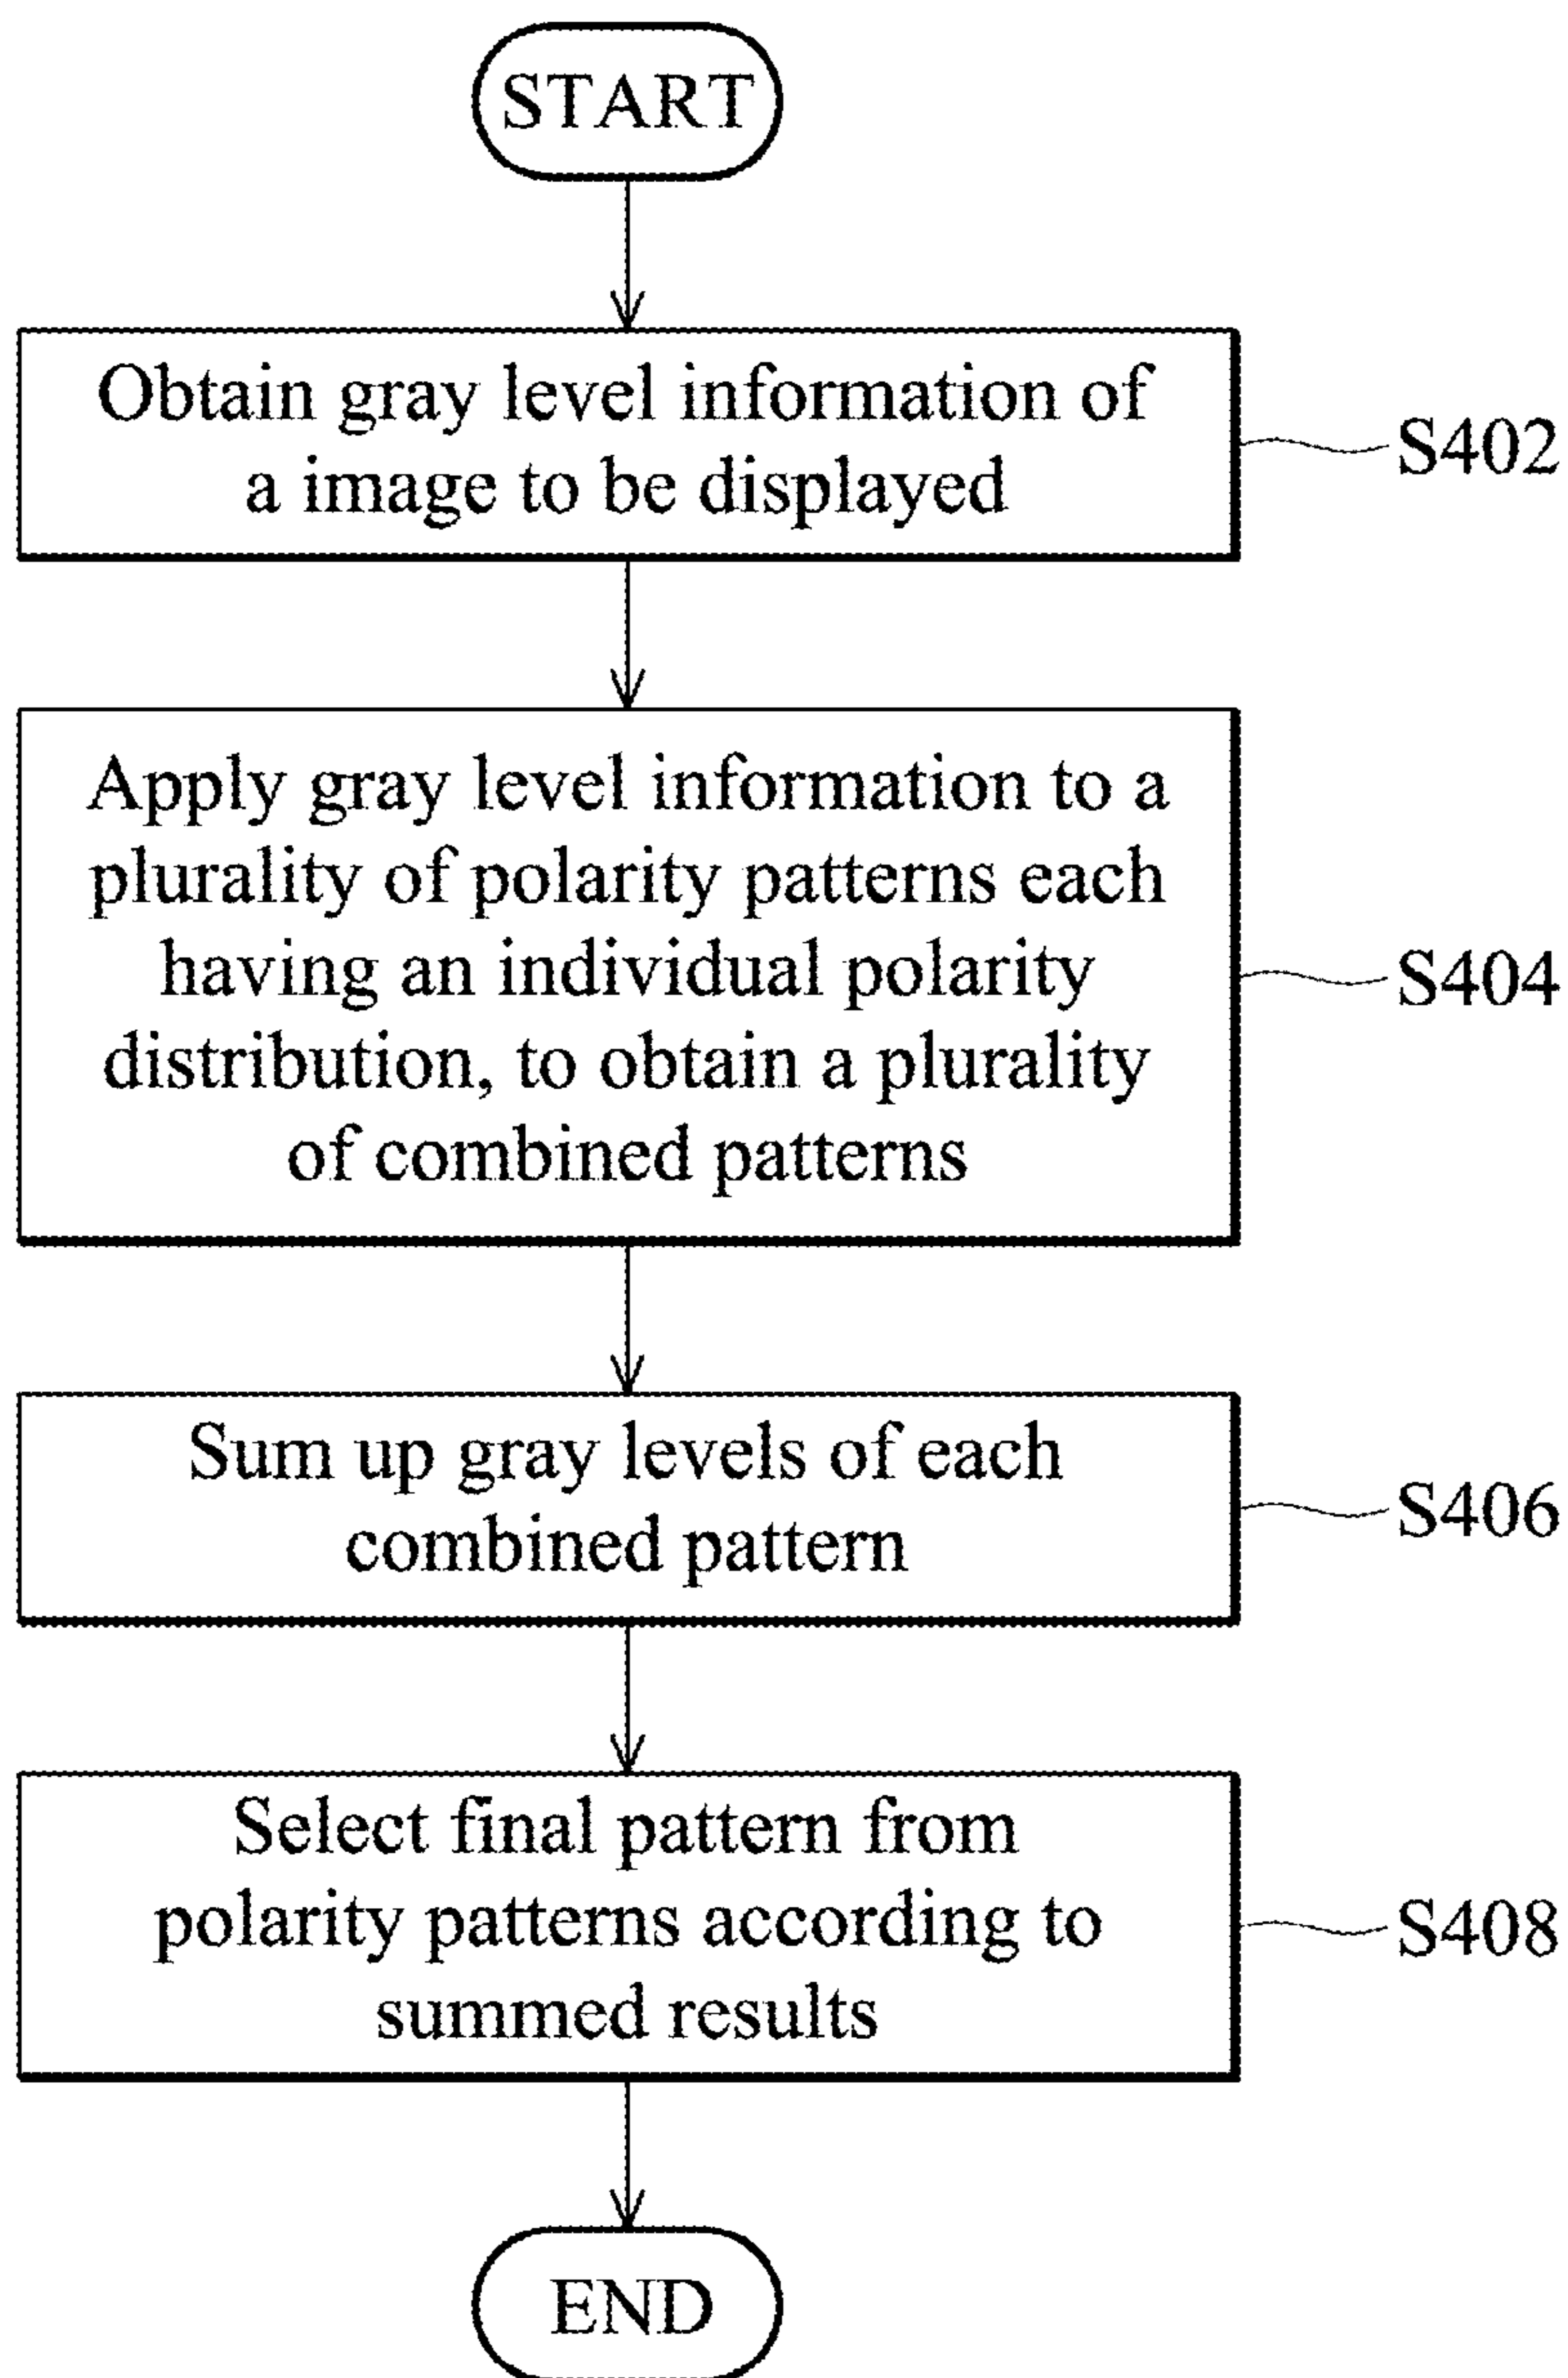 START
Obtain gray level information of
a image to be displayed
S402
Apply gray level information to a
plurality of polarity patterns each
having an individual polarity
distribution, to obtain a plurality
of combined patterns
S404
Sum up gray levels of each
combined pattern
S406
Select final pattern from
polarity patterns according to
summed results
S408
END